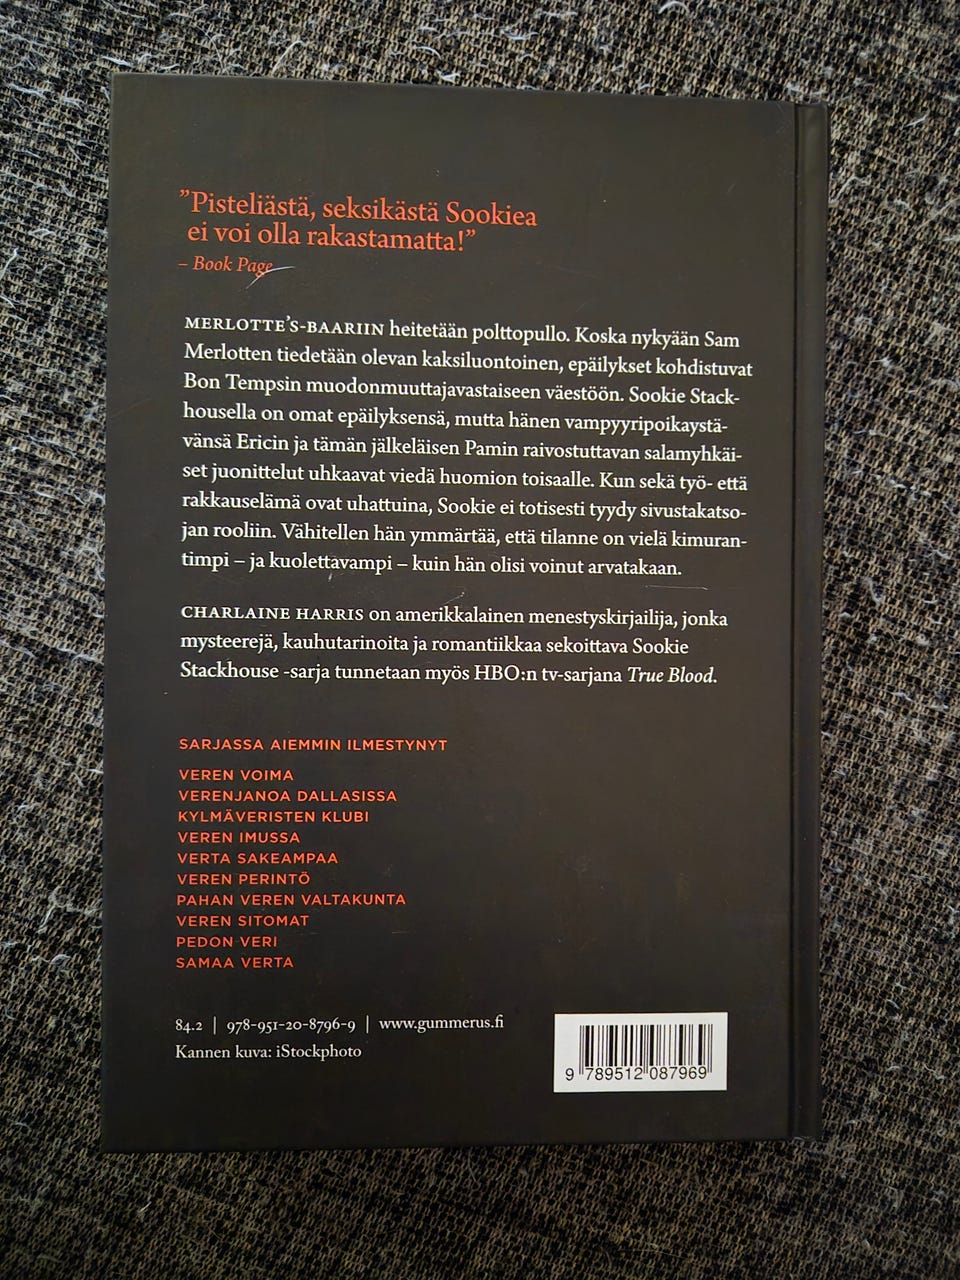 ”Pisteliästä, seksikästä Sookiea
ei voi olla rakastamatta!”
– Book Page
MERLOTTE’S-BAARIIN heitetään polttopullo. Koska nykyään Sam
Merlotten tiedetään olevan kaksiluontoinen, epäilykset kohdistuvat
Bon Tempsin muodonmuuttajavastaiseen väestöön. Sookie Stack-
housella on omat epäilyksensä, mutta hänen vampyyripoikaystä-
vänsä Ericin ja tämän jälkeläisen Pamin raivostuttavan salamyhkäi-
set juonittelut uhkaavat viedä huomion toisaalle. Kun sekä työ- että
rakkauselämä ovat uhattuina, Sookie ei totisesti tyydy sivustakatso-
jan rooliin. Vähitellen hän ymmärtää, että tilanne on vielä kimuran-
timpi – ja kuolettavampi – kuin hän olisi voinut arvatakaan.
CHARLAINE HARRIS on amerikkalainen menestyskirjailija, jonka
mysteerejä, kauhutarinoita ja romantiikkaa sekoittava Sookie
Stackhouse -sarja tunnetaan myös HBO:n tv-sarjana True Blood.
SARJASSA AIEMMIN ILMESTYNYT
VEREN VOIMA
VERENJANOA DALLASISSA
KYLMÄVERISTEN KLUBI
VEREN IMUSSA
VERTA SAKEAMPAA
VEREN PERINTÖ
PAHAN VEREN VALTAKUNTA
VEREN SITOMAT
PEDON VERI
SAMAA VERTA
84.2 | 978-951-20-8796-9 | www.gummerus.fi
Kannen kuva: iStockphoto
9 789512 087969